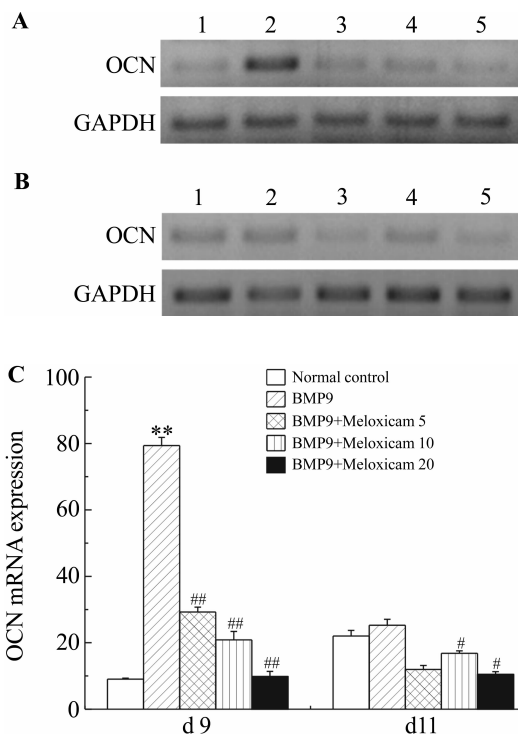 A
1 2 3 4 5
OCN
GAPDH
B
1 2 3 4 5
OCN
GAPDH
C
OCN mRNA expression
100
80
60
40
20
0
Normal control
BMP9
BMP9+Meloxicam 5
BMP9+Meloxicam 10
BMP9+Meloxicam 20
**
##
##
##
#
#
d 9 d11